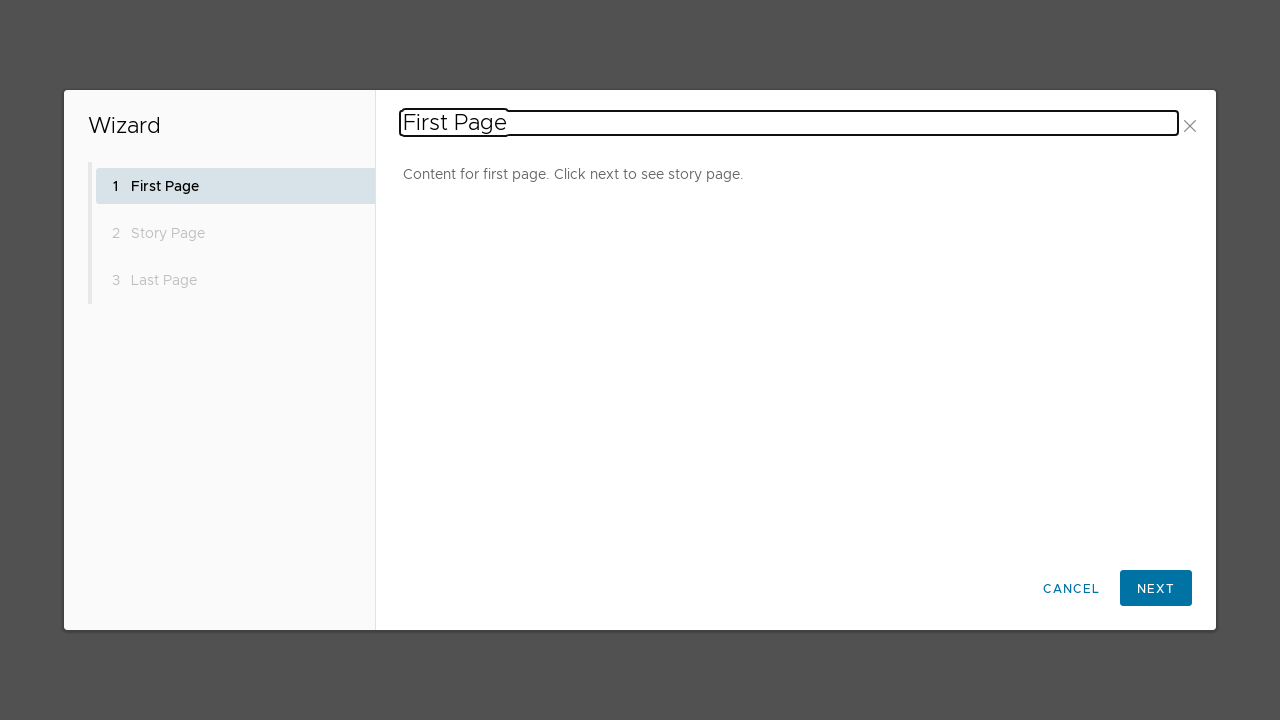 Wizard
1 First Page
2 Story Page
3 Last Page
First Page
Content for first page. Click next to see story page.
CANCEL
NEXT